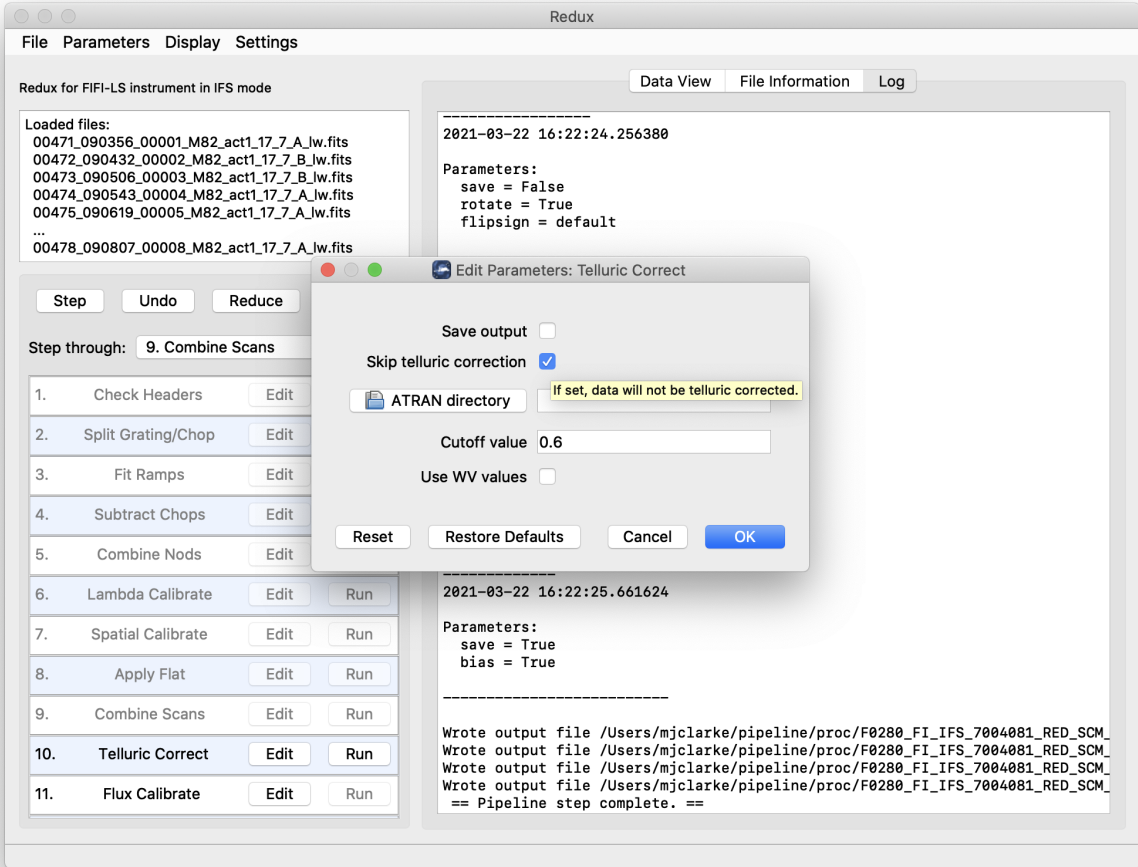 Redux
File Parameters Display Settings
Redux for FIFI-LS instrument in IFS mode
Loaded files:
00471_090356_00001_M82_act1_17_7_A_lw.fits
00472_090432_00002_M82_act1_17_7_B_lw.fits
00473_090506_00003_M82_act1_17_7_B_lw.fits
00474_090543_00004_M82_act1_17_7_A_lw.fits
00475_090619_00005_M82_act1_17_7_A_lw.fits
...
00478_090807_00008_M82_act1_17_7_A_lw.fits
Step Undo Reduce
Step through: 9. Combine Scans
1. Check Headers Edit
2. Split Grating/Chop Edit
3. Fit Ramps Edit
4. Subtract Chops Edit
5. Combine Nods Edit
6. Lambda Calibrate Edit Run
7. Spatial Calibrate Edit Run
8. Apply Flat Edit Run
9. Combine Scans Edit Run
10. Telluric Correct Edit Run
11. Flux Calibrate Edit Run
Data View File Information Log
-----------------
2021-03-22 16:22:24.256380
Parameters:
save = False
rotate = True
flipsign = default
Edit Parameters: Telluric Correct
Save output
Skip telluric correction
If set, data will not be telluric corrected.
ATRAN directory
Cutoff value 0.6
Use WV values
Reset Restore Defaults Cancel OK
-------------
2021-03-22 16:22:25.661624
Parameters:
save = True
bias = True
--------------------------
Wrote output file /Users/mjclarke/pipeline/proc/F0280_FI_IFS_7004081_RED_SCM_
Wrote output file /Users/mjclarke/pipeline/proc/F0280_FI_IFS_7004081_RED_SCM_
Wrote output file /Users/mjclarke/pipeline/proc/F0280_FI_IFS_7004081_RED_SCM_
Wrote output file /Users/mjclarke/pipeline/proc/F0280_FI_IFS_7004081_RED_SCM_
== Pipeline step complete. ==